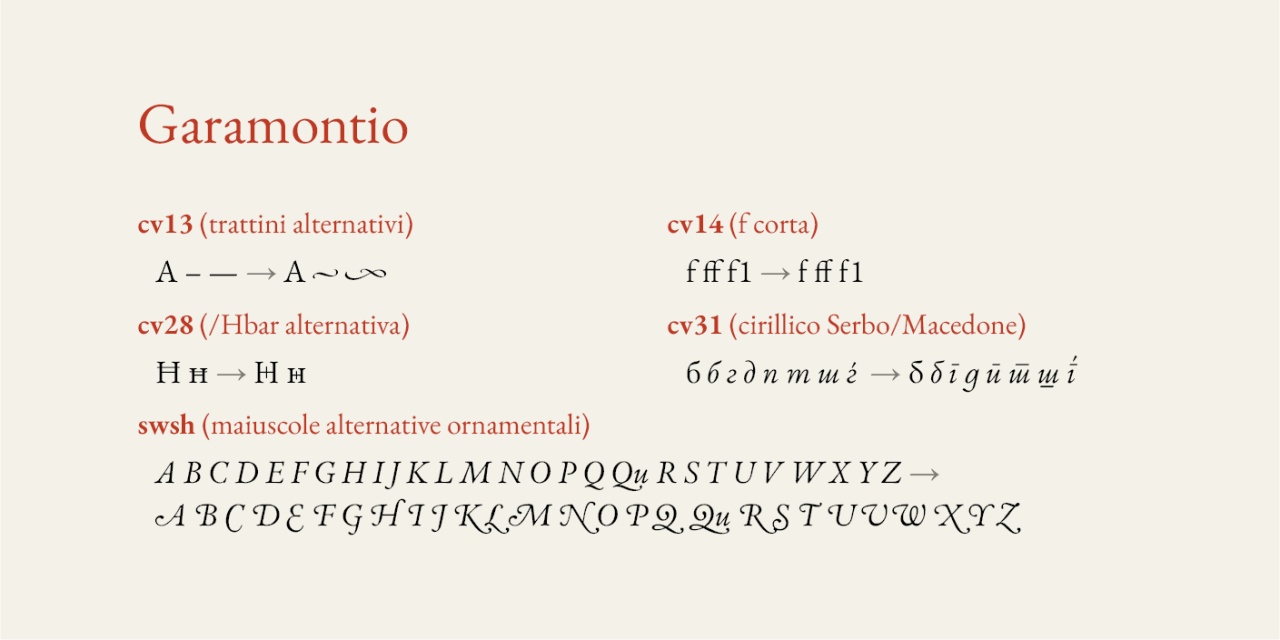 Garamontio
cv13 (trattini alternativi)
A – — → A ~ ∞
cv28 (/Hbar alternativa)
Ħ ħ → Ħ ħ
cv14 (f corta)
f ff f1 → f ff f1
cv31 (cirillico Serbo/Macedone)
б б г д п т ш ѓ → б б г д п т ш ѓ
swsh (maiuscole alternative ornamentali)
A B C D E F G H I J K L M N O P Q Qu R S T U V W X Y Z →
A B C D E F G H I J K L M N O P Q Qu R S T U V W X Y Z